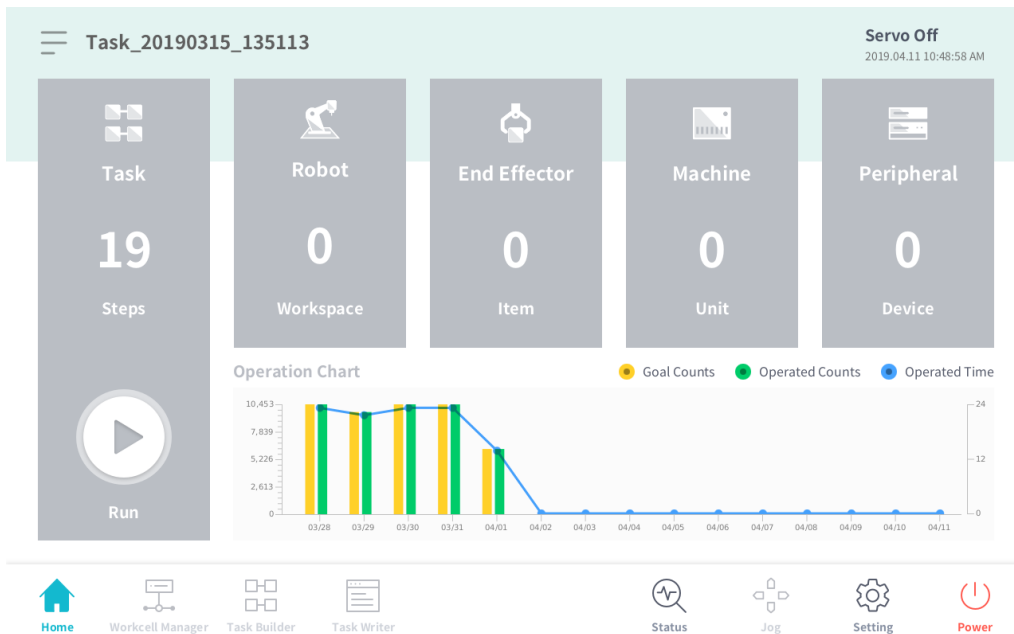 Task_20190315_135113
Servo Off
2019.04.11 10:48:58 AM
Task
19
Steps
Run
Robot
0
Workspace
End Effector
0
Item
Machine
0
Unit
Peripheral
0
Device
Operation Chart
Goal Counts
Operated Counts
Operated Time
10,453
7,839
5,226
2,613
0
24
12
0
03/28 03/29 03/30 03/31 04/01 04/02 04/03 04/04 04/05 04/06 04/07 04/08 04/09 04/10 04/11
Home
Workcell Manager
Task Builder
Task Writer
Status
Jog
Setting
Power